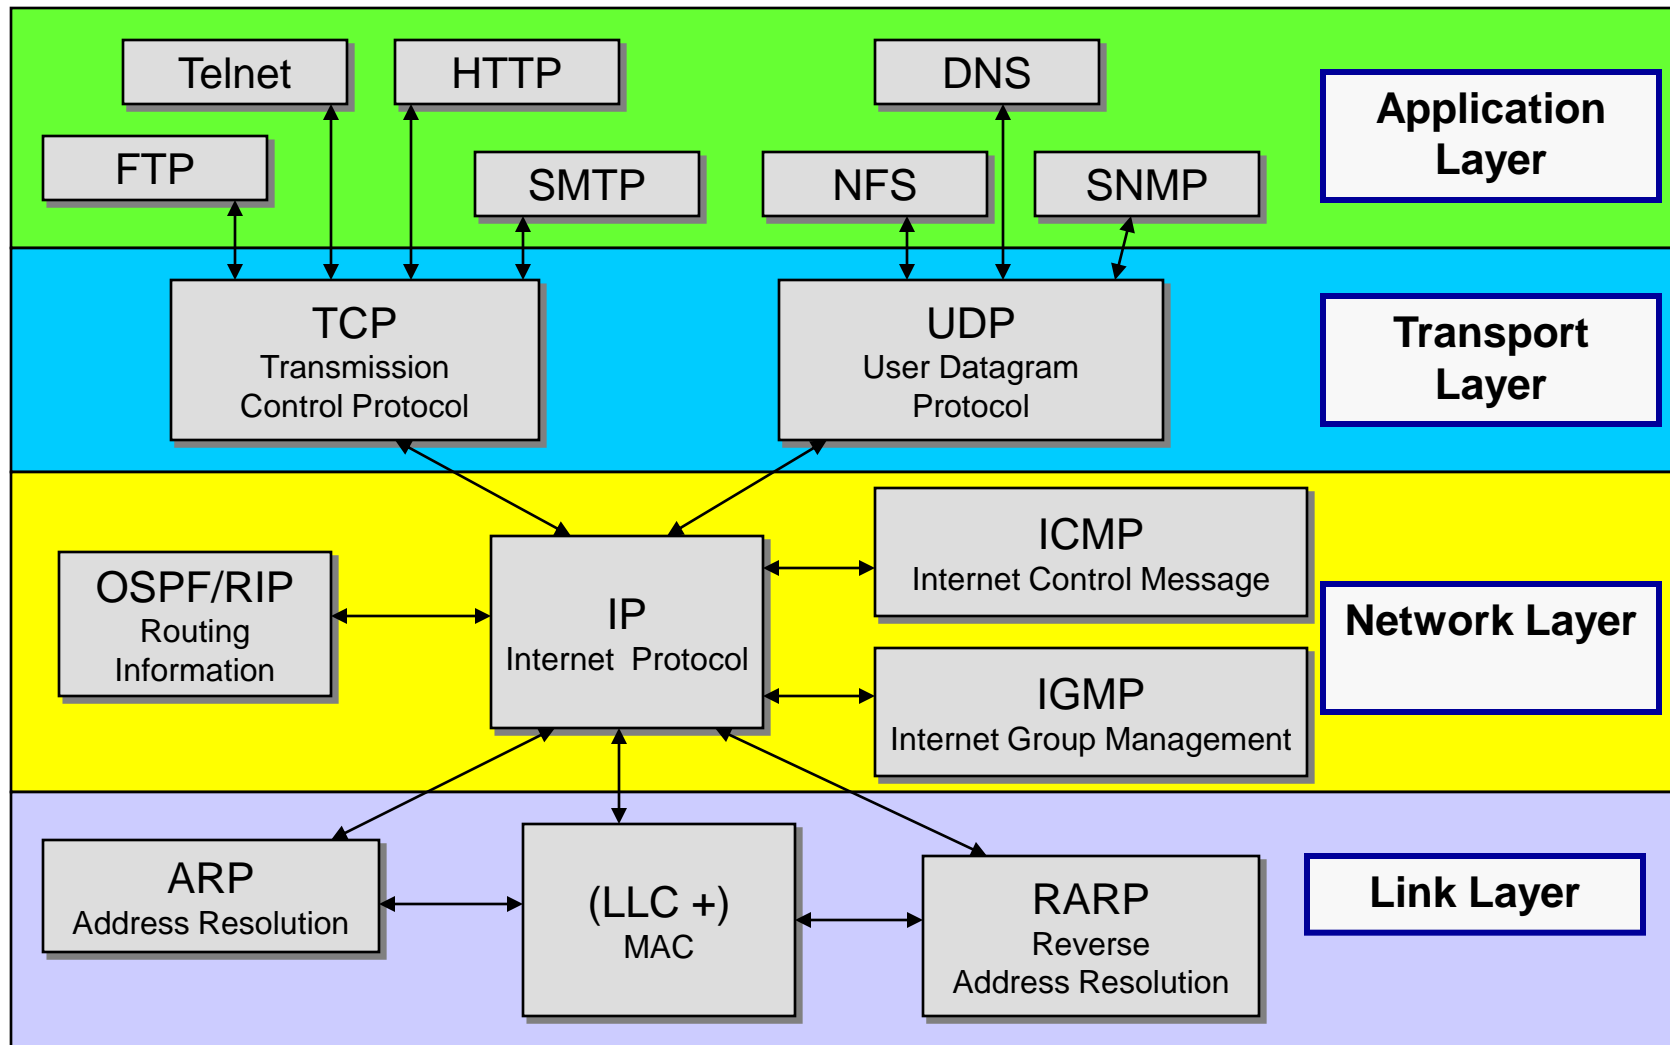 Telnet
HTTP
DNS
Application
Layer
FTP
SMTP
NFS
SNMP
TCP
Transmission
Control Protocol
UDP
User Datagram
Protocol
Transport
Layer
OSPF/RIP
Routing
Information
IP
Internet Protocol
ICMP
Internet Control Message
IGMP
Internet Group Management
Network Layer
ARP
Address Resolution
(LLC +)
MAC
RARP
Reverse
Address Resolution
Link Layer